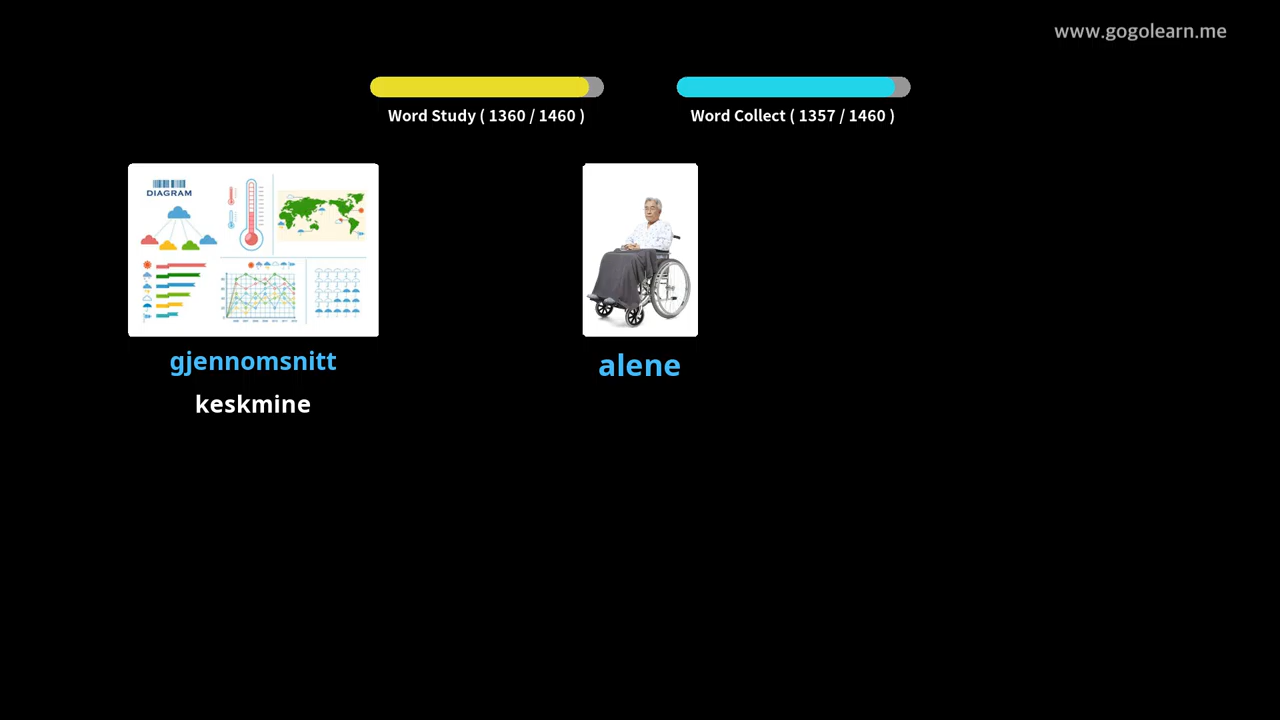 www.gogolearn.me
Word Study ( 1360 / 1460 )
Word Collect ( 1357 / 1460 )
DIAGRAM
gjennomsnitt
alene
keskmine